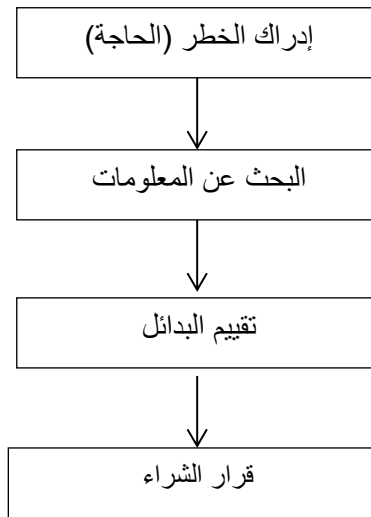 إدراك الخطر (الحاجة)
البحث عن المعلومات
تقييم البدائل
قرار الشراء